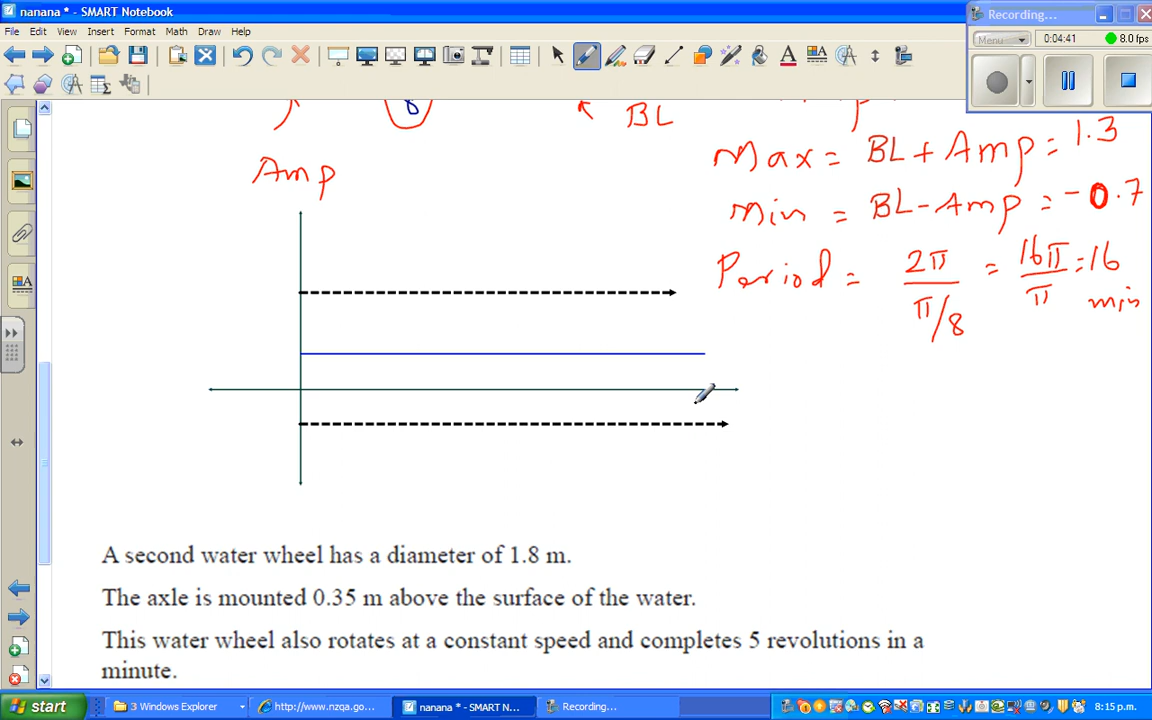 nanana * - SMART Notebook
Recording...
File Edit View Insert Format Math Draw Help
Menu
0:04:41
8.0 fps
8
BL
Amp
Max = BL + Amp = 1.3
Min = BL - Amp = -0.7
Period = 2π / π/8 = 16π / π = 16 min
A second water wheel has a diameter of 1.8 m.
The axle is mounted 0.35 m above the surface of the water.
This water wheel also rotates at a constant speed and completes 5 revolutions in a
minute.
start
3 Windows Explorer
http://www.nzqa.go...
nanana * - SMART N...
Recording...
8:15 p.m.